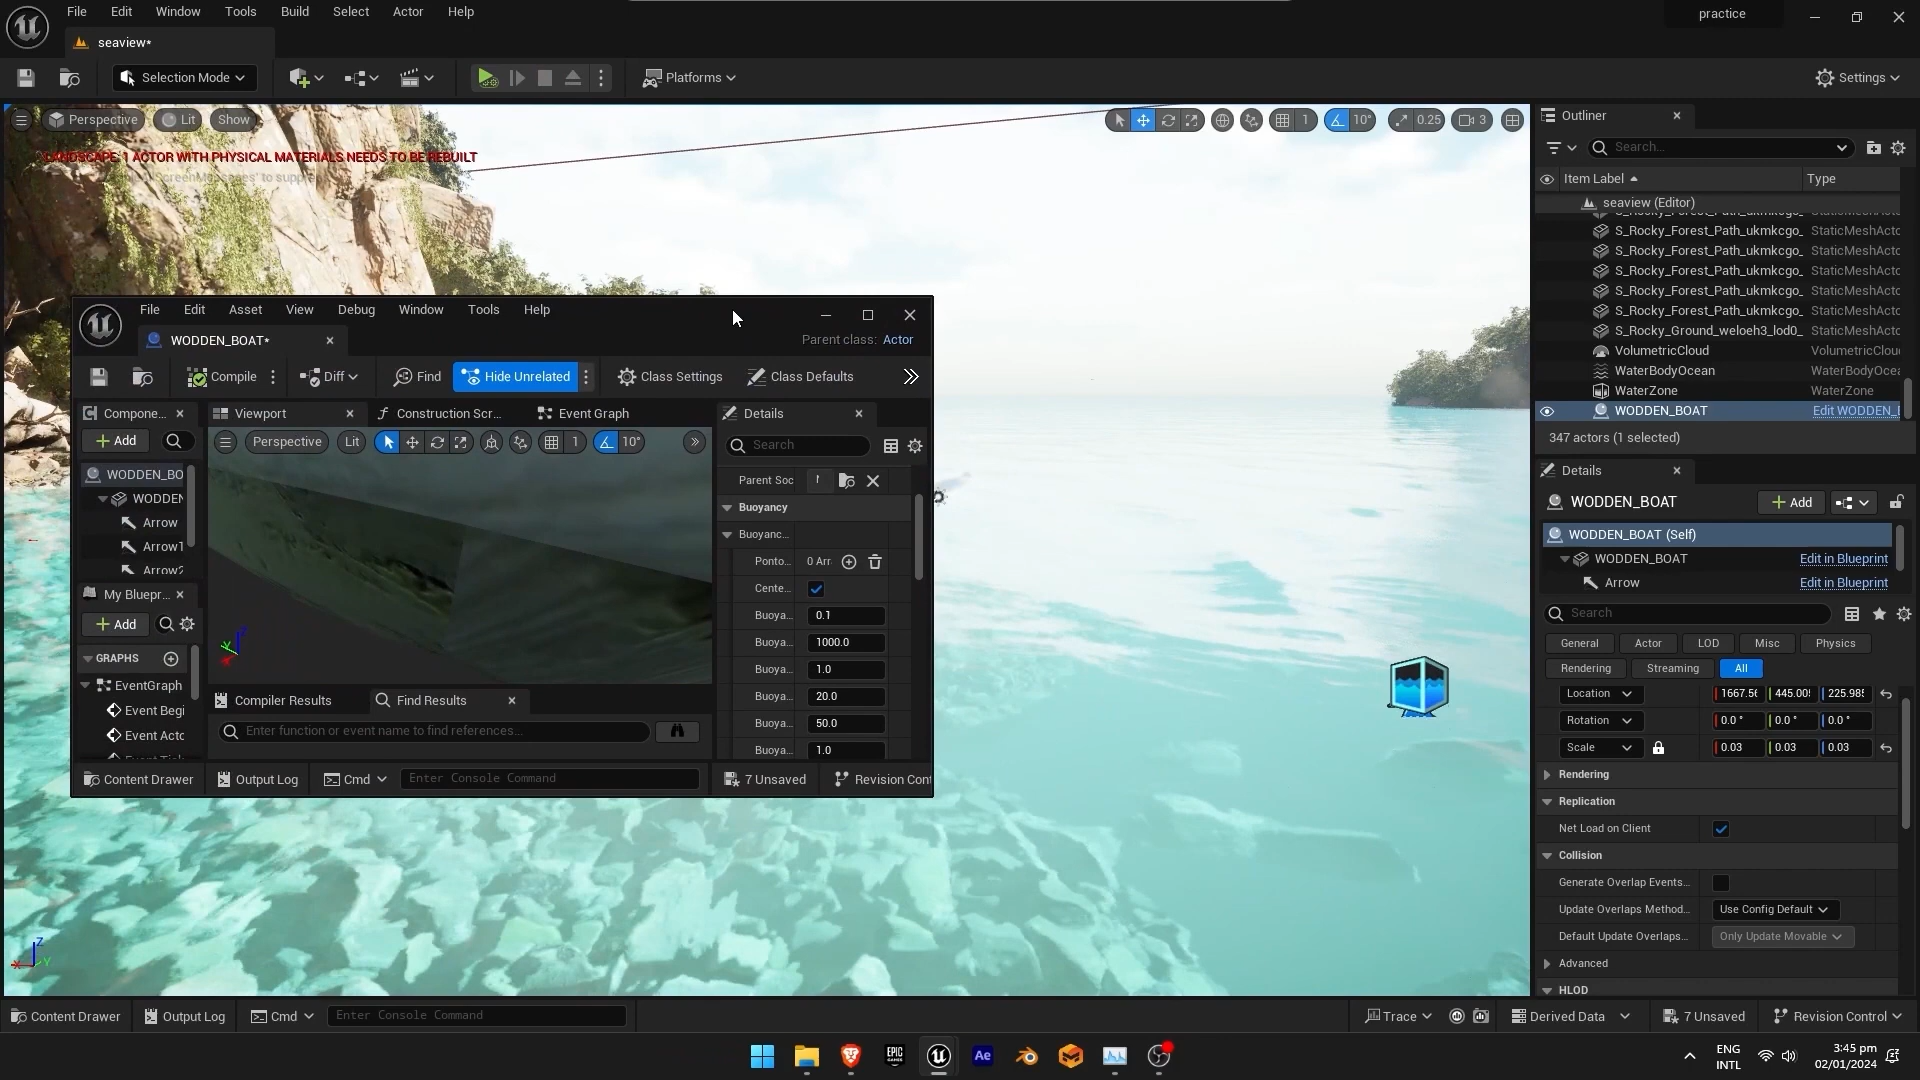 File Edit Window Tools Build Select Actor Help
practice
seaview*
Selection Mode
Platforms
Settings
Perspective Lit Show
1 10° 0.25 3
LANDSCAPE: 1 ACTOR WITH PHYSICAL MATERIALS NEEDS TO BE REBUILT
Outliner
Search...
Item Label Type
seaview (Editor)
S_Rocky_Forest_Path_ukmkcgo_ StaticMeshActo
S_Rocky_Forest_Path_ukmkcgo_ StaticMeshActo
S_Rocky_Forest_Path_ukmkcgo_ StaticMeshActo
S_Rocky_Forest_Path_ukmkcgo_ StaticMeshActo
S_Rocky_Forest_Path_ukmkcgo_ StaticMeshActo
S_Rocky_Forest_Path_ukmkcgo_ StaticMeshActo
S_Rocky_Ground_weloeh3_lod0_ StaticMeshActo
VolumetricCloud VolumetricClou
WaterBodyOcean WaterBodyOcea
WaterZone WaterZone
WODDEN_BOAT Edit WODDEN_
347 actors (1 selected)
File Edit Asset View Debug Window Tools Help
WODDEN_BOAT*
Parent class: Actor
Compile Diff Find Hide Unrelated Class Settings Class Defaults
Compone... Viewport Construction Scr... Event Graph Details
Add
Perspective Lit 1 10°
Search
WODDEN_BO
WODDEN
Arrow
Arrow1
Arrow2
Parent Soc
Buoyancy
Buoyanc...
Ponto... 0 Arr
Cente...
Buoya... 0.1
Buoya... 1000.0
Buoya... 1.0
Buoya... 20.0
Buoya... 50.0
Buoya... 1.0
My Bluepr...
Add
GRAPHS
EventGraph
Event Begi
Event Acto
Compiler Results Find Results
Enter function or event name to find references...
Content Drawer Output Log Cmd Enter Console Command 7 Unsaved Revision Cont
Details
WODDEN_BOAT Add
WODDEN_BOAT (Self)
WODDEN_BOAT Edit in Blueprint
Arrow Edit in Blueprint
Search
General Actor LOD Misc Physics
Rendering Streaming All
Location 1667.5 445.00 225.98
Rotation 0.0 ° 0.0 ° 0.0 °
Scale 0.03 0.03 0.03
Rendering
Replication
Net Load on Client
Collision
Generate Overlap Events...
Update Overlaps Method... Use Config Default
Default Update Overlaps... Only Update Movable
Advanced
HLOD
Content Drawer Output Log Cmd Enter Console Command Trace Derived Data 7 Unsaved Revision Control
EPIC GAMES Ae
ENG
INTL
3:45 pm
02/01/2024